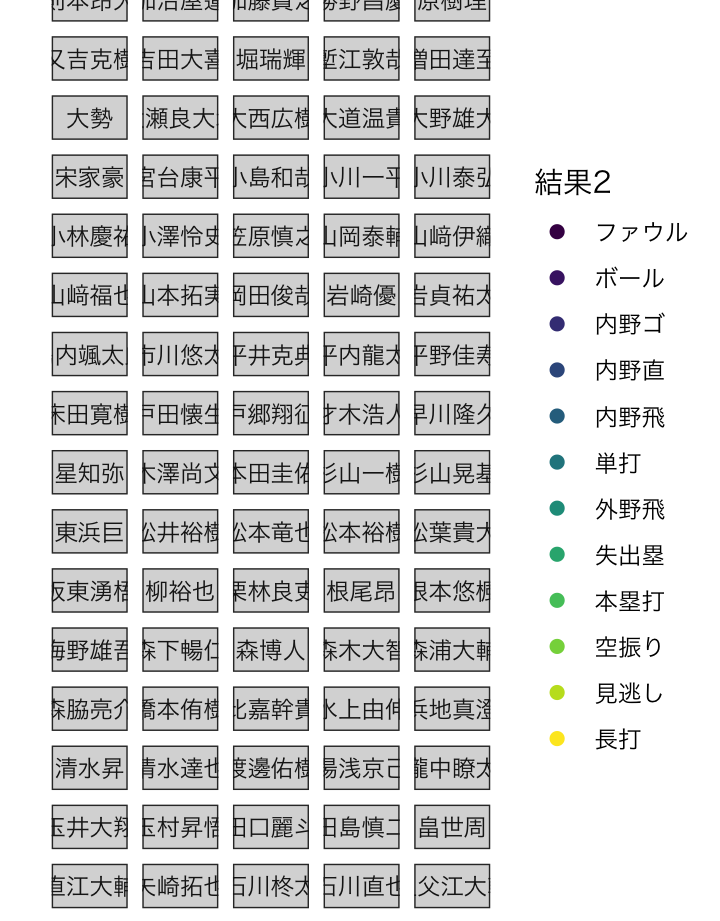 又吉克樹 吉田大喜 堀瑞輝 堀江敦哉 増田達至
大勢 瀬良大 大西広樹 大道温貴 大野雄大
宋家豪 宮台康平 小島和哉 小川一平 小川泰弘
小林慶祐 小澤怜史 笠原慎之 山岡泰輔 山﨑伊織
山﨑福也 山本拓実 岡田俊哉 岩崎優 岩貞祐太
内颯太 市川悠太 平井克典 平内龍太 平野佳寿
床田寛樹 戸田懐生 戸郷翔征 才木浩人 早川隆久
星知弥 木澤尚文 本田圭佑 杉山一樹 杉山晃基
東浜巨 松井裕樹 松本竜也 松本裕樹 松葉貴大
坂東湧梧 柳裕也 栗林良吏 根尾昂 根本悠楓
梅野雄吾 森下暢仁 森博人 森木大智 森浦大輔
森脇亮介 橋本侑樹 比嘉幹貴 水上由伸 浜地真澄
清水昇 清水達也 渡邊佑樹 湯浅京己 瀧中瞭太
玉井大翔 玉村昇悟 田口麗斗 田島慎二 畠世周
直江大輔 矢崎拓也 石川柊太 石川直也 父江大
結果2
ファウル
ボール
内野ゴ
内野直
内野飛
単打
外野飛
失出塁
本塁打
空振り
見逃し
長打